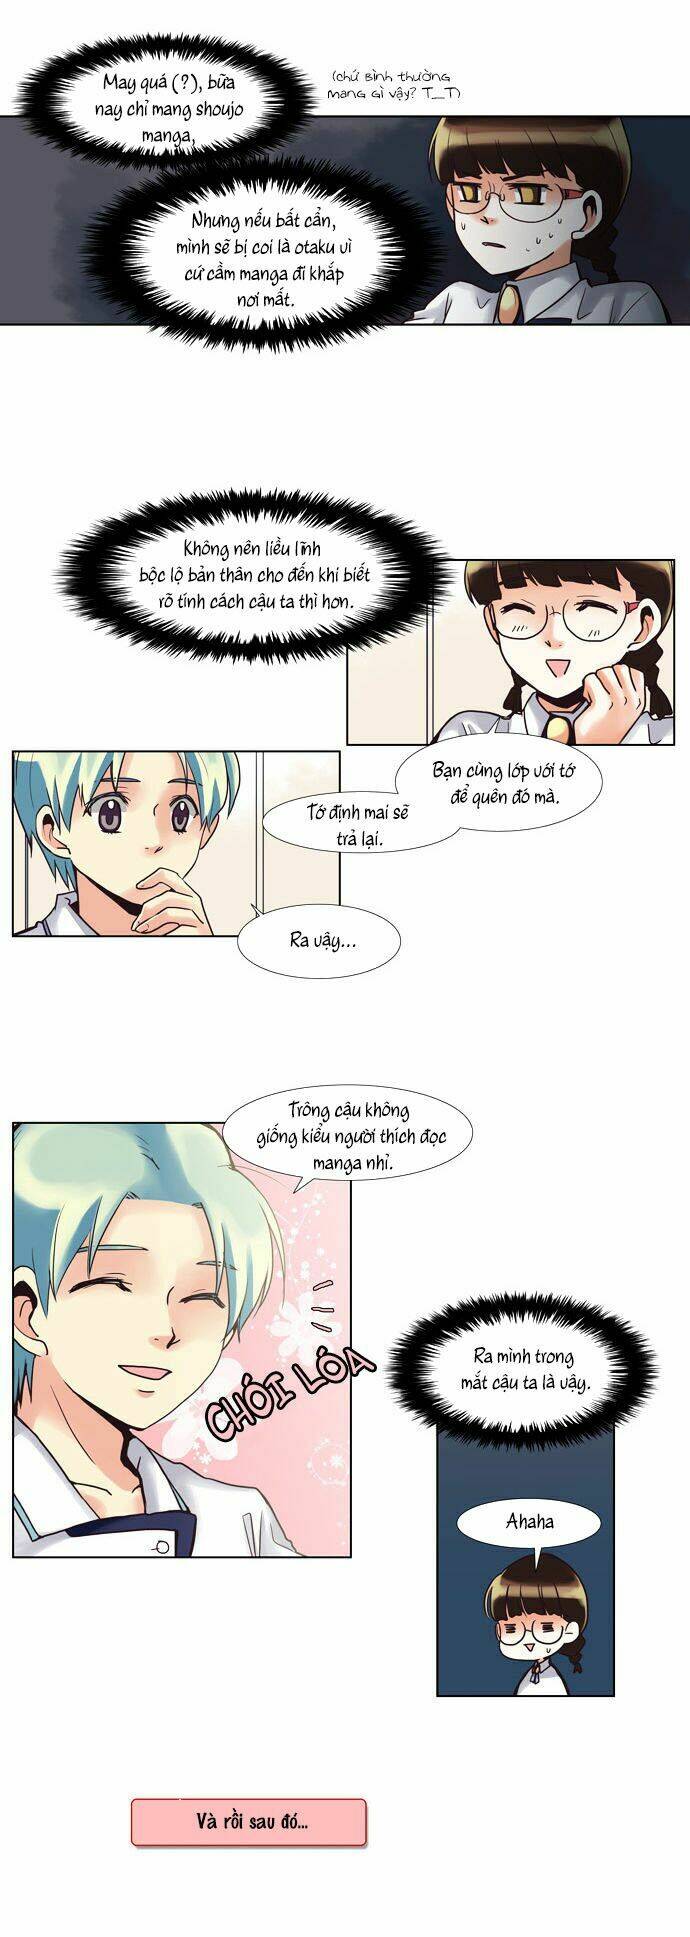 May quá (?), bữa
nay chỉ mang shoujo
manga,
(chứ bình thường
mang gì vậy? T_T)
Nhưng nếu bất cẩn,
mình sẽ bị coi là otaku vì
cứ cầm manga đi khắp
nơi mất.
Không nên liều lĩnh
bộc lộ bản thân cho đến khi biết
rõ tính cách cậu ta thì hơn.
Bạn cùng lớp với tớ
để quên đó mà.
Tớ định mai sẽ
trả lại.
Ra vậy...
Trông cậu không
giống kiểu người thích đọc
manga nhỉ.
CHÓI LÓA
Ra mình trong
mắt cậu ta là vậy.
Ahaha
Và rồi sau đó...